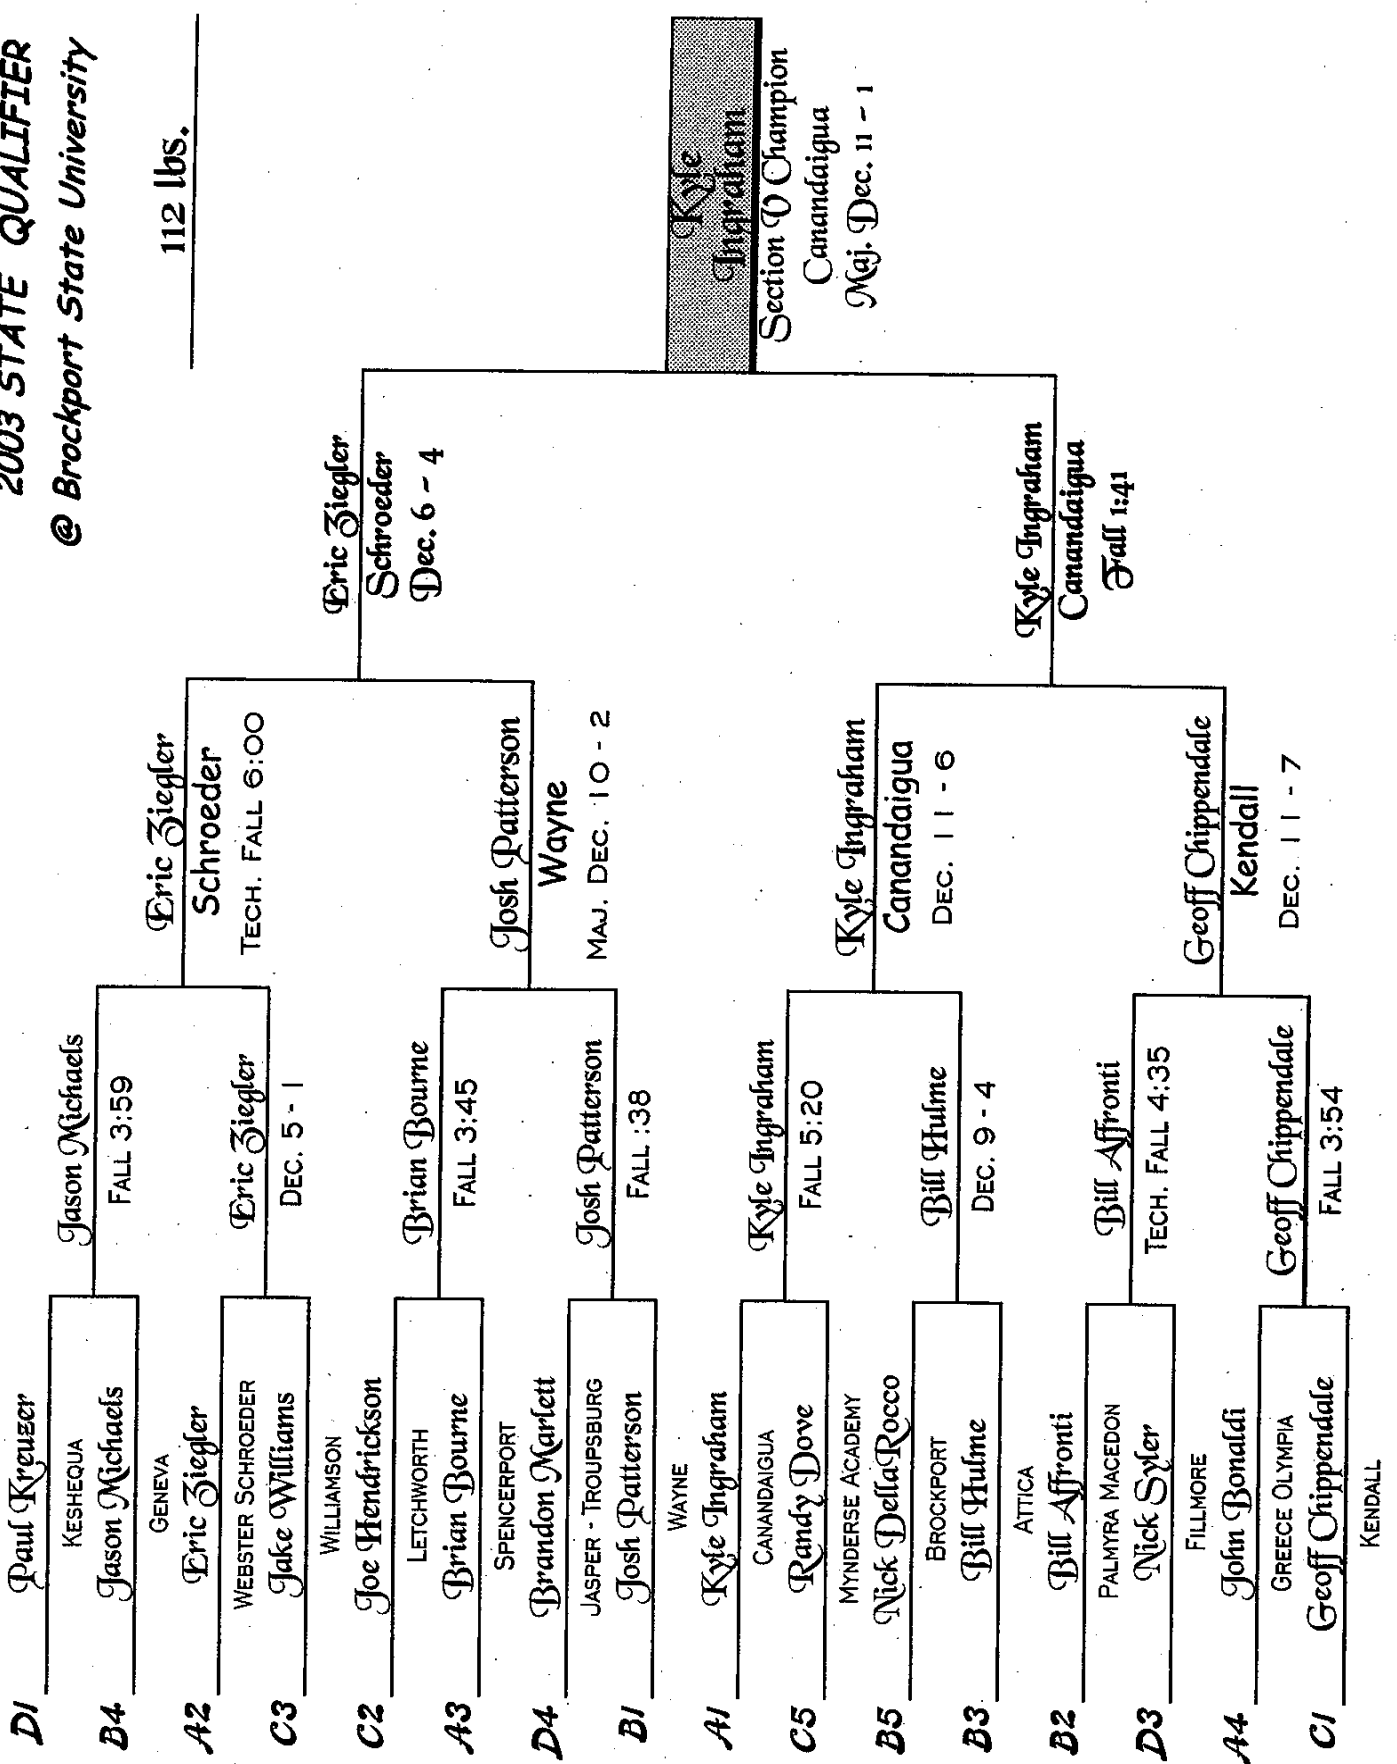 2003 STATE QUALIFIER
@ Brockport State University
112 lbs.
D1 Paul Kreuzer
KESHEQUA
B4 Jason Michaels
GENEVA
A2 Eric Ziegler
WEBSTER SCHROEDER
C3 Jake Williams
WILLIAMSON
C2 Joe Hendrickson
LETCHWORTH
A3 Brian Bourne
SPENCERPORT
D4 Brandon Marlett
JASPER - TROUPSBURG
B1 Josh Patterson
WAYNE
A1 Kyle Ingraham
CANANDAIGUA
C5 Randy Dove
MYNDERSE ACADEMY
B5 Nick DellaRocco
BROCKPORT
B3 Bill Hulme
ATTICA
B2 Bill Affronti
PALMYRA MACEDON
D3 Nick Syler
FILLMORE
A4 John Bonaldi
GREECE OLYMPIA
C1 Geoff Chippendale
KENDALL
Jason Michaels
FALL 3:59
Eric Ziegler
DEC. 5 - 1
Brian Bourne
FALL 3:45
Josh Patterson
FALL :38
Kyle Ingraham
FALL 5:20
Bill Hulme
DEC. 9 - 4
Bill Affronti
TECH. FALL 4:35
Geoff Chippendale
FALL 3:54
Eric Ziegler
Schroeder
TECH. FALL 6:00
Josh Patterson
Wayne
MAJ. DEC. 10 - 2
Kyle Ingraham
Canandaigua
DEC. 11 - 6
Geoff Chippendale
Kendall
DEC. 11 - 7
Eric Ziegler
Schroeder
Dec. 6 - 4
Kyle Ingraham
Canandaigua
Fall 1:41
Kyle
Ingraham
Section V Champion
Canandaigua
Maj. Dec. 11 - 1